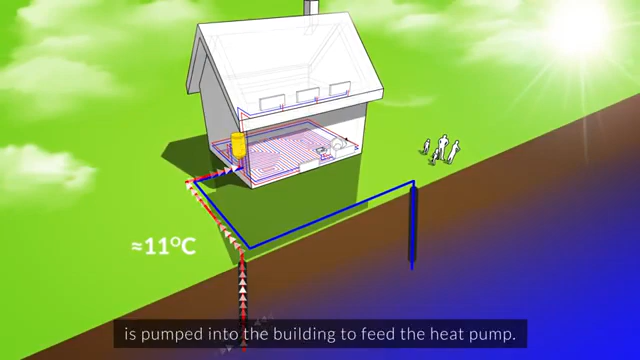 ≈11°C
is pumped into the building to feed the heat pump.